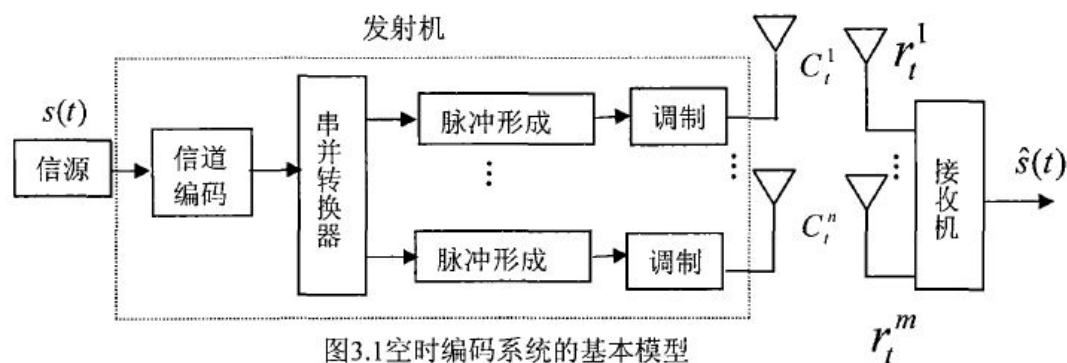 发射机
s(t)
信源
信道
编码
串并转换器
脉冲形成
调制
⋮
⋮
脉冲形成
调制
C_t^1
r_t^1
C_t^n
⋮
接收机
ŝ(t)
r_t^m
图3.1空时编码系统的基本模型